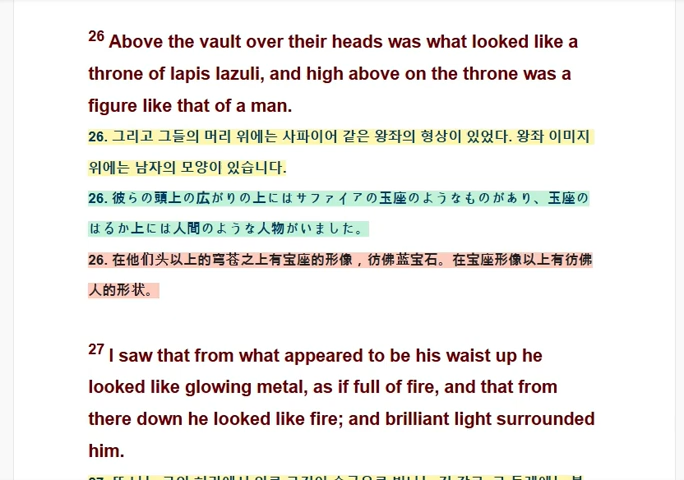 26 Above the vault over their heads was what looked like a
throne of lapis lazuli, and high above on the throne was a
figure like that of a man.
26. 그리고 그들의 머리 위에는 사파이어 같은 왕좌의 형상이 있었다. 왕좌 이미지
위에는 남자의 모양이 있습니다.
26. 彼らの頭上の広がりの上にはサファイアの玉座のようなものがあり、玉座の
はるか上には人間のような人物がいました。
26. 在他们头以上的穹苍之上有宝座的形像，彷佛蓝宝石。在宝座形像以上有彷佛
人的形状。
27 I saw that from what appeared to be his waist up he
looked like glowing metal, as if full of fire, and that from
there down he looked like fire; and brilliant light surrounded
him.